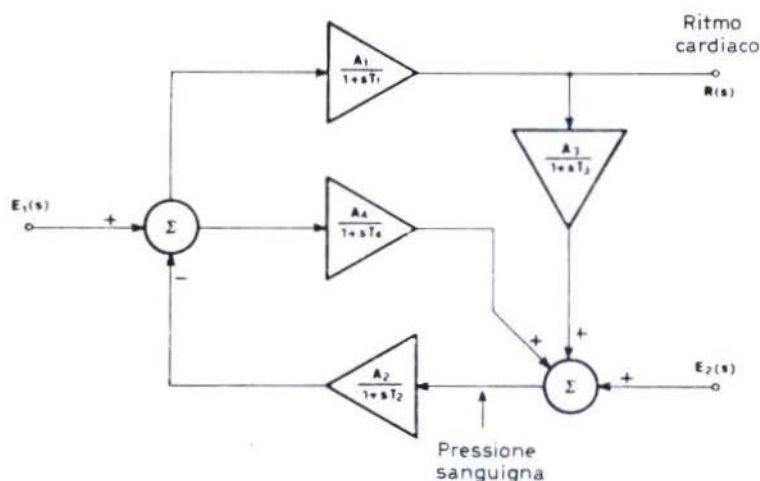 Ritmo
cardiaco
A1
1+sT1
R(s)
A3
1+sT3
E1(s)
+
Σ
A4
1+sT4
−
+
+
A2
1+sT2
Σ
+
E2(s)
Pressione
sanguigna